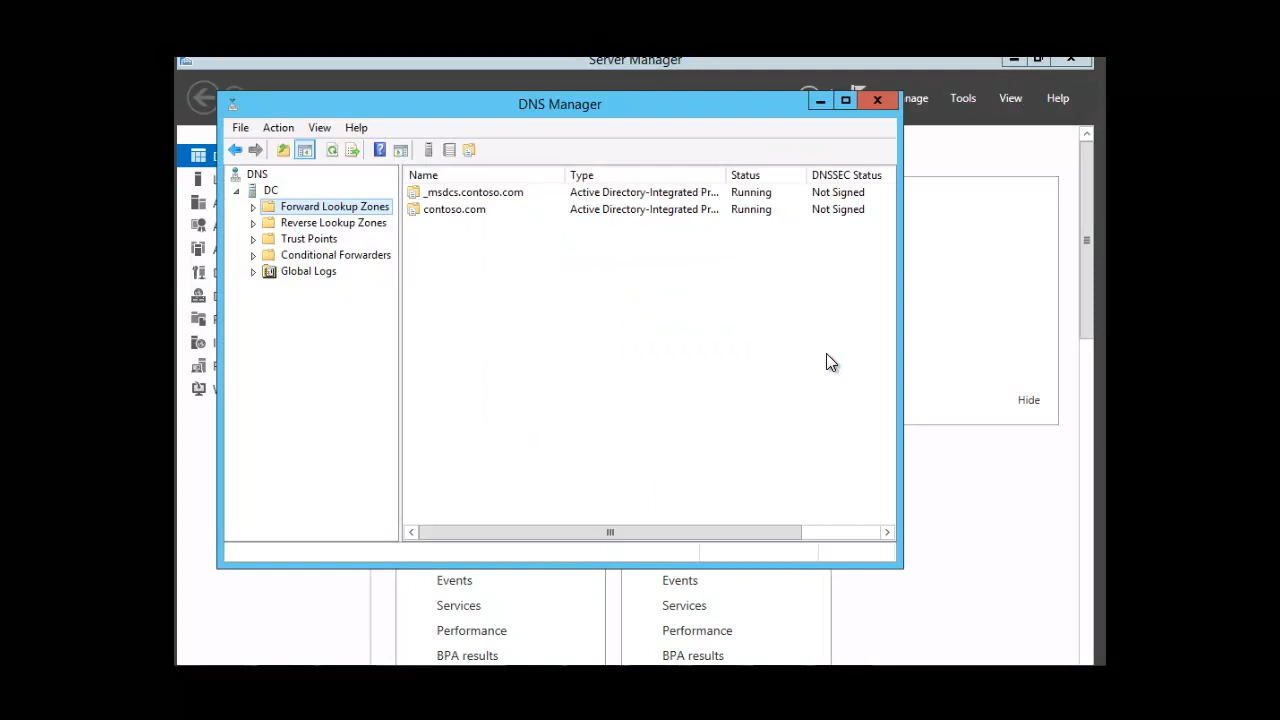 Server Manager
DNS Manager
nage Tools View Help
File Action View Help
DNS
DC
Forward Lookup Zones
Reverse Lookup Zones
Trust Points
Conditional Forwarders
Global Logs
Name Type Status DNSSEC Status
_msdcs.contoso.com Active Directory-Integrated Pr... Running Not Signed
contoso.com Active Directory-Integrated Pr... Running Not Signed
Hide
Events Events
Services Services
Performance Performance
BPA results BPA results